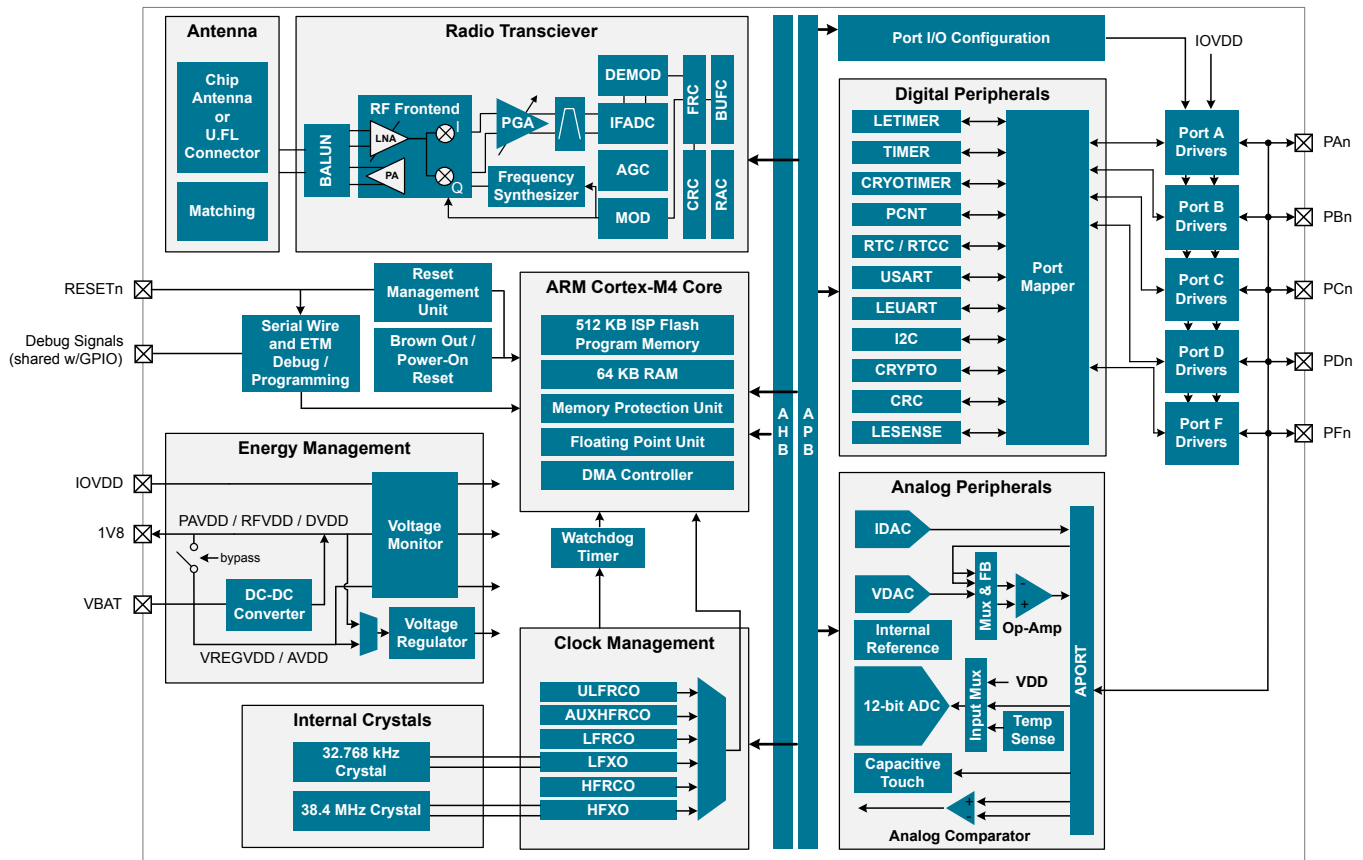 Antenna
Chip
Antenna
or
U.FL
Connector
Matching
Radio Transciever
BALUN
RF Frontend
LNA
PA
I
Q
PGA
Frequency
Synthesizer
DEMOD
IFADC
AGC
MOD
FRC
BUFC
CRC
RAC
RESETn
Debug Signals
(shared w/GPIO)
Reset
Management
Unit
Serial Wire
and ETM
Debug /
Programming
Brown Out /
Power-On
Reset
ARM Cortex-M4 Core
512 KB ISP Flash
Program Memory
64 KB RAM
Memory Protection Unit
Floating Point Unit
DMA Controller
Watchdog
Timer
Energy Management
IOVDD
1V8
VBAT
PAVDD / RFVDD / DVDD
bypass
DC-DC
Converter
Voltage
Monitor
Voltage
Regulator
VREGVDD / AVDD
Internal Crystals
32.768 kHz
Crystal
38.4 MHz Crystal
Clock Management
ULFRCO
AUXHFRCO
LFRCO
LFXO
HFRCO
HFXO
A
H
B
A
P
B
Port I/O Configuration
IOVDD
Digital Peripherals
LETIMER
TIMER
CRYOTIMER
PCNT
RTC / RTCC
USART
LEUART
I2C
CRYPTO
CRC
LESENSE
Port
Mapper
Port A
Drivers
Port B
Drivers
Port C
Drivers
Port D
Drivers
Port F
Drivers
PAn
PBn
PCn
PDn
PFn
Analog Peripherals
IDAC
VDAC
Mux & FB
-
+
Op-Amp
Internal
Reference
12-bit ADC
Input Mux
VDD
Temp
Sense
APORT
Capacitive
Touch
+
-
Analog Comparator